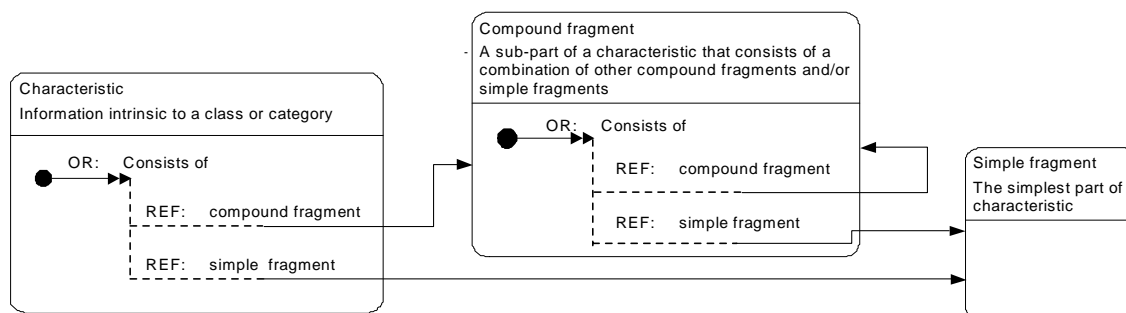 Compound fragment
- A sub-part of a characteristic that consists of a
combination of other compound fragments and/or
simple fragments
Characteristic
Information intrinsic to a class or category
OR: Consists of
REF: compound fragment
REF: simple fragment
OR: Consists of
REF: compound fragment
REF: simple fragment
Simple fragment
The simplest part of
characteristic